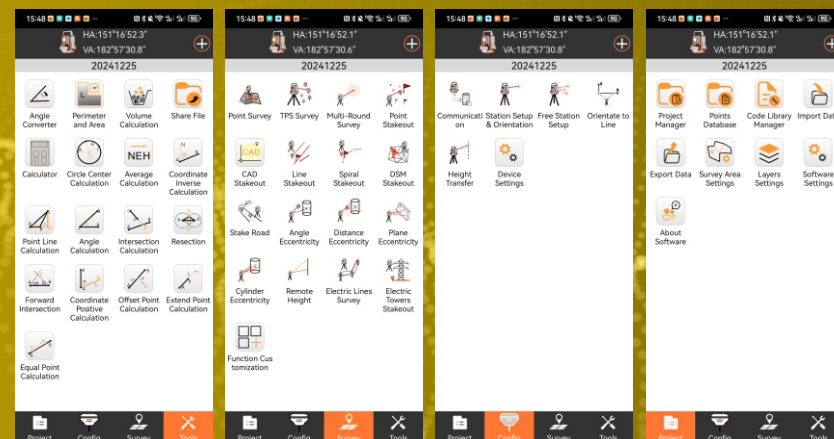 15:48
HA:151°16'52.3"
VA:182°57'30.8"
20241225
Angle
Converter
Perimeter
and Area
Volume
Calculation
Share File
Calculator
Circle Center
Calculation
NEH
Average
Calculation
Coordinate
Inverse
Calculation
Point Line
Calculation
Angle
Calculation
Intersection
Calculation
Resection
Forward
Intersection
Coordinate
Positive
Calculation
Offset Point
Calculation
Extend Point
Calculation
Equal Point
Calculation
Project
Config
Survey
Tools
15:48
HA:151°16'52.1"
VA:182°57'30.6"
20241225
Point Survey
TPS Survey
Multi-Round
Survey
Point
Stakeout
CAD
CAD
Stakeout
Line
Stakeout
Spiral
Stakeout
DSM
Stakeout
Stake Road
Angle
Eccentricity
Distance
Eccentricity
Plane
Eccentricity
Cylinder
Eccentricity
Remote
Height
Electric Lines
Survey
Electric
Towers
Stakeout
Function Cus
tomization
Project
Config
Survey
Tools
15:48
HA:151°16'52.1"
VA:182°57'30.8"
20241225
Communicati
on
Station Setup
& Orientation
Free Station
Setup
Orientate to
Line
Height
Transfer
Device
Settings
Project
Config
Survey
Tools
15:48
HA:151°16'52.1"
VA:182°57'30.8"
20241225
Project
Manager
Points
Database
Code Library
Manager
Import Dat
Export Data
Survey Area
Settings
Layers
Settings
Software
Settings
About
Software
Project
Config
Survey
Tools